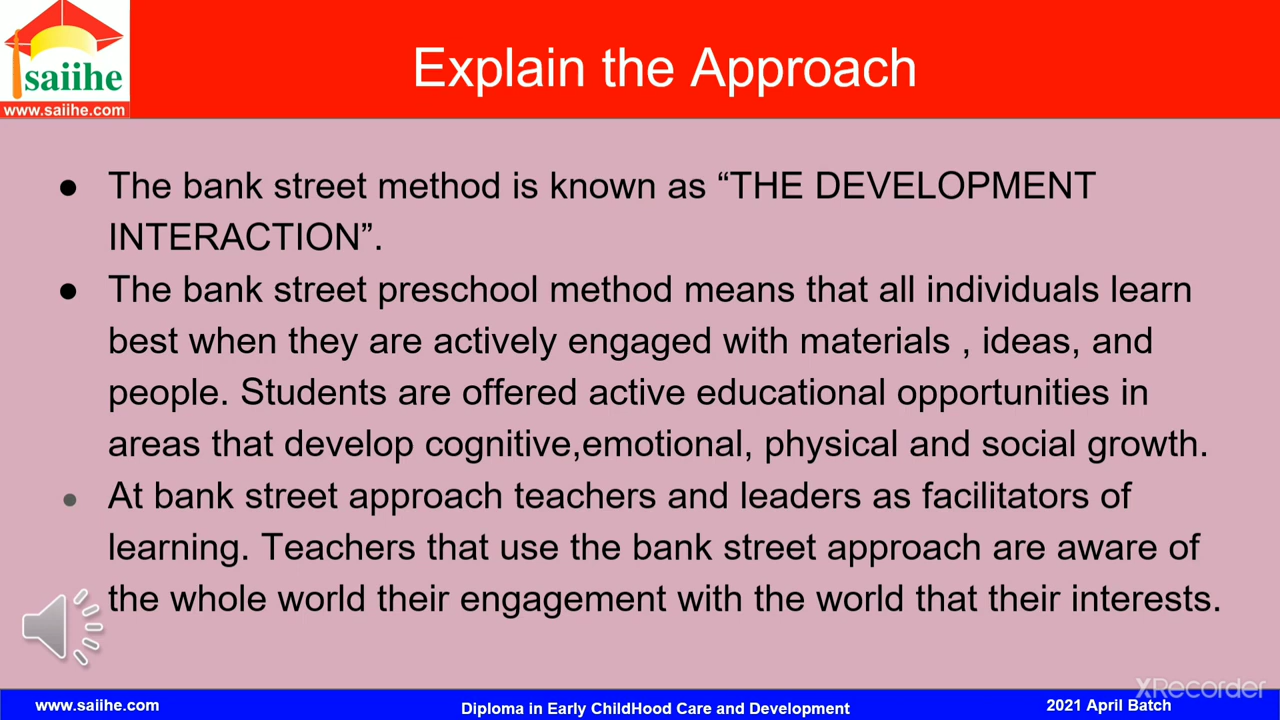 saiihe
www.saiihe.com
Explain the Approach
● The bank street method is known as “THE DEVELOPMENT
INTERACTION”.
● The bank street preschool method means that all individuals learn
best when they are actively engaged with materials , ideas, and
people. Students are offered active educational opportunities in
areas that develop cognitive,emotional, physical and social growth.
● At bank street approach teachers and leaders as facilitators of
learning. Teachers that use the bank street approach are aware of
the whole world their engagement with the world that their interests.
XRecorder
www.saiihe.com
Diploma in Early ChildHood Care and Development
2021 April Batch